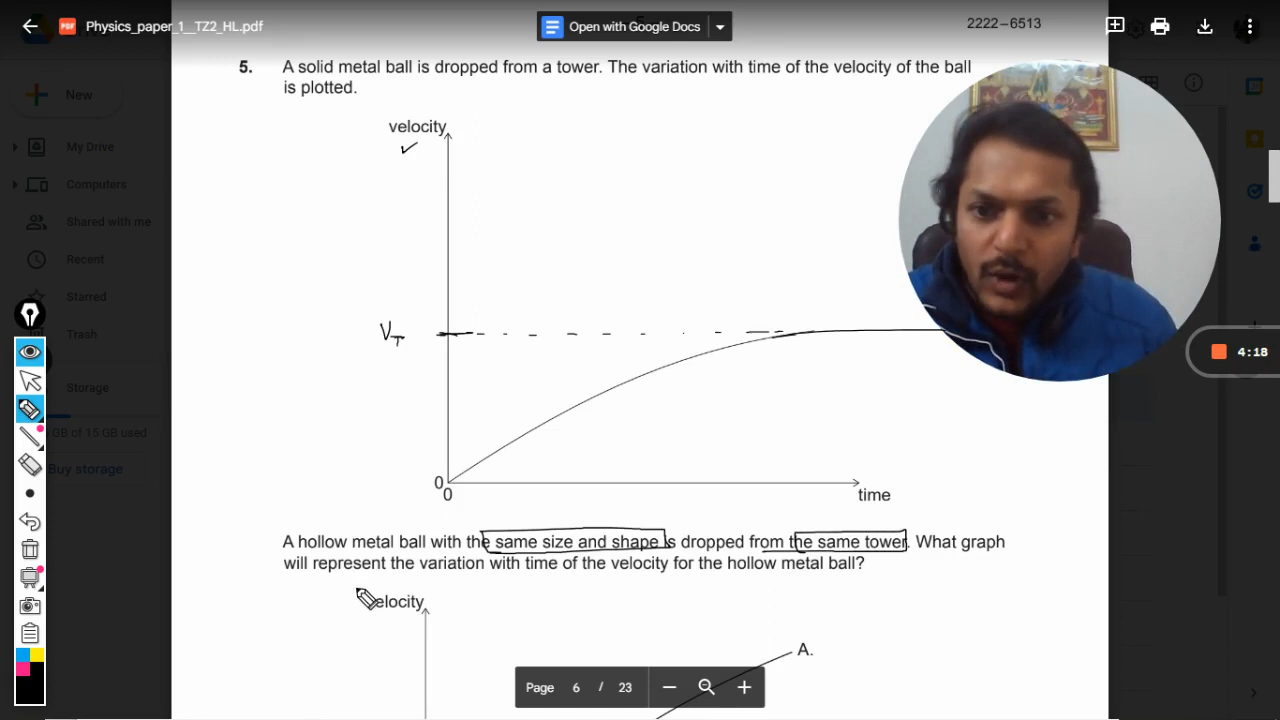 Physics_paper_1__TZ2_HL.pdf
Open with Google Docs
2222–6513
5. A solid metal ball is dropped from a tower. The variation with time of the velocity of the ball
is plotted.
velocity
V_T
0
0
time
A hollow metal ball with the same size and shape is dropped from the same tower. What graph
will represent the variation with time of the velocity for the hollow metal ball?
elocity
A.
Page 6 / 23
New
My Drive
Computers
Shared with me
Recent
Starred
Trash
Storage
GB of 15 GB used
Buy storage
4:18